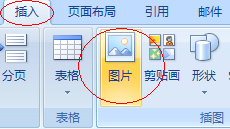 插入 页面布局 引用 邮件
分页 表格 图片 剪贴画 形状
表格 插图